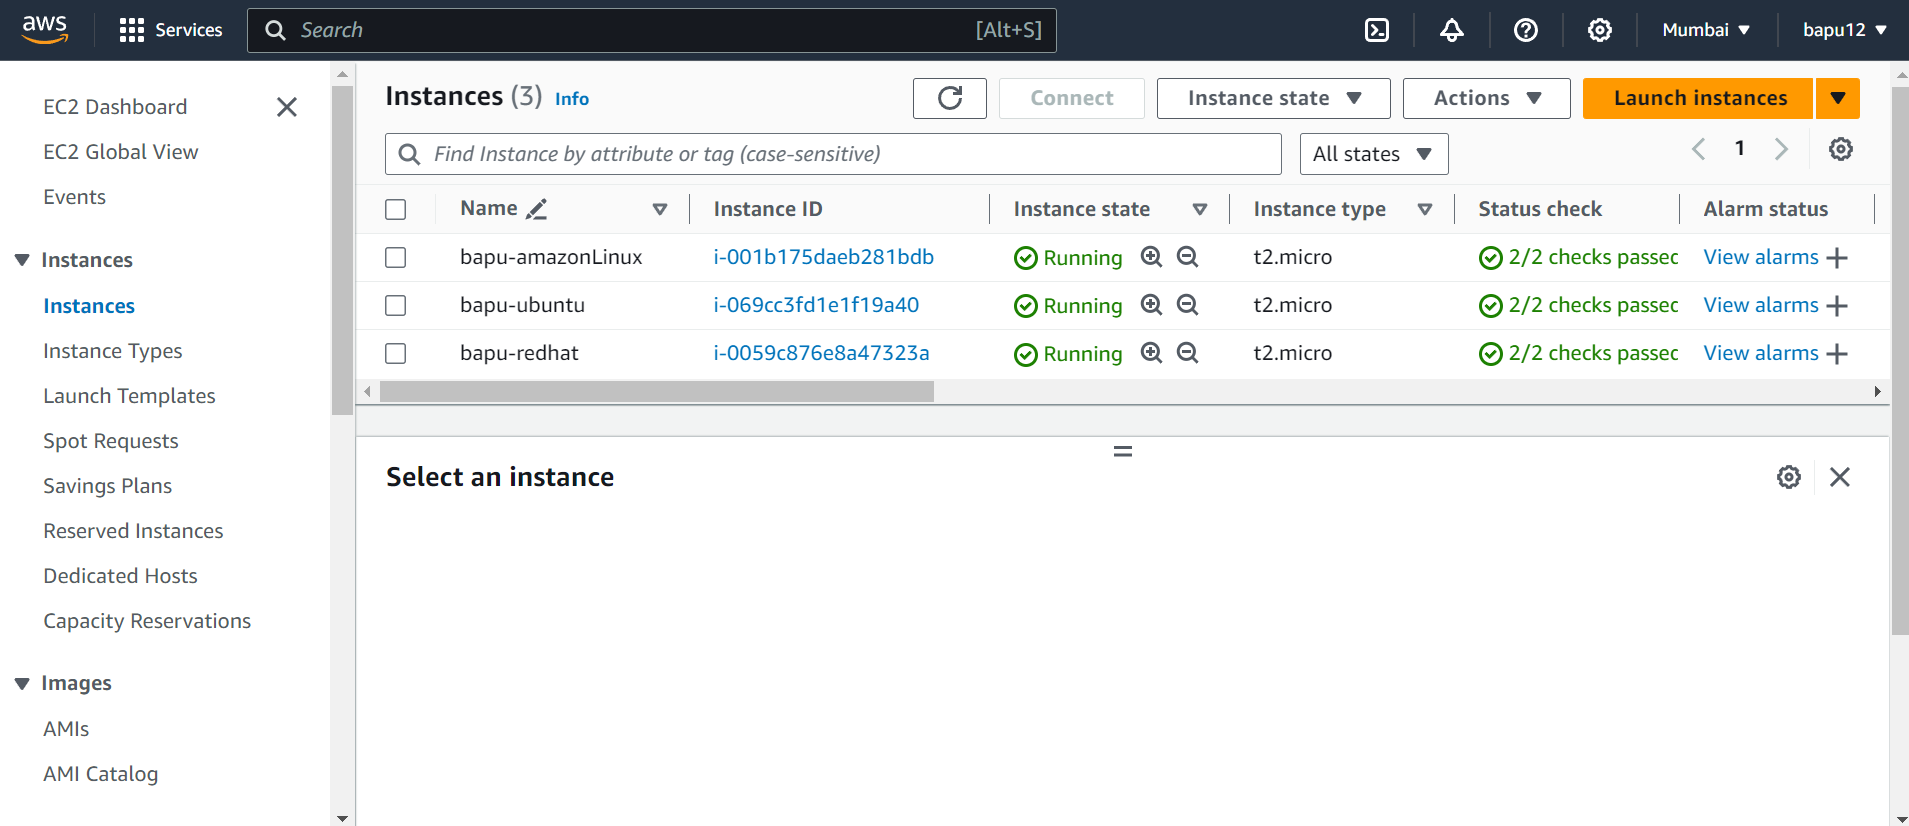 aws Services Search [Alt+S] Mumbai bapu12
EC2 Dashboard
EC2 Global View
Events
Instances
Instances
Instance Types
Launch Templates
Spot Requests
Savings Plans
Reserved Instances
Dedicated Hosts
Capacity Reservations
Images
AMIs
AMI Catalog
Instances (3) Info Connect Instance state Actions Launch instances
Find Instance by attribute or tag (case-sensitive) All states 1
Name Instance ID Instance state Instance type Status check Alarm status
bapu-amazonLinux i-001b175daeb281bdb Running t2.micro 2/2 checks passec View alarms
bapu-ubuntu i-069cc3fd1e1f19a40 Running t2.micro 2/2 checks passec View alarms
bapu-redhat i-0059c876e8a47323a Running t2.micro 2/2 checks passec View alarms
Select an instance